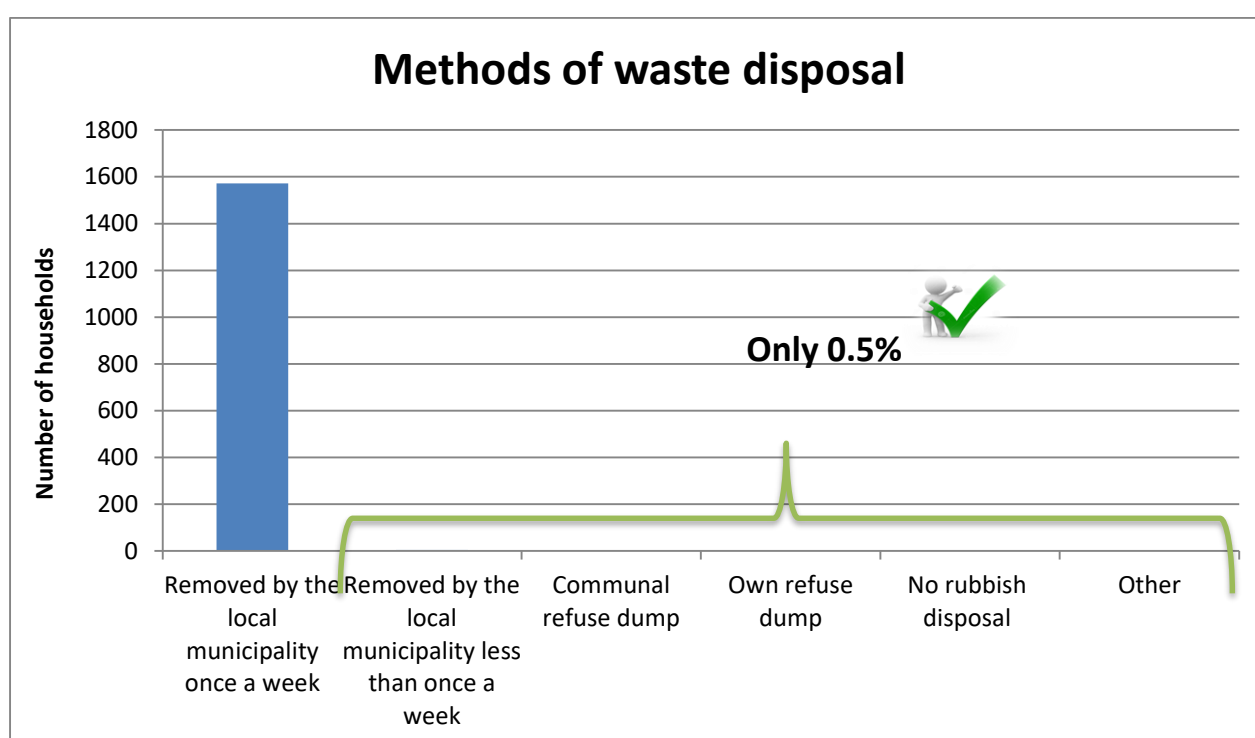 Methods of waste disposal
1800
1600
1400
1200
1000
800
600
400
200
0
Number of households
Only 0.5%
Removed by the
local
municipality
once a week
Removed by the
local
municipality less
than once a
week
Communal
refuse dump
Own refuse
dump
No rubbish
disposal
Other